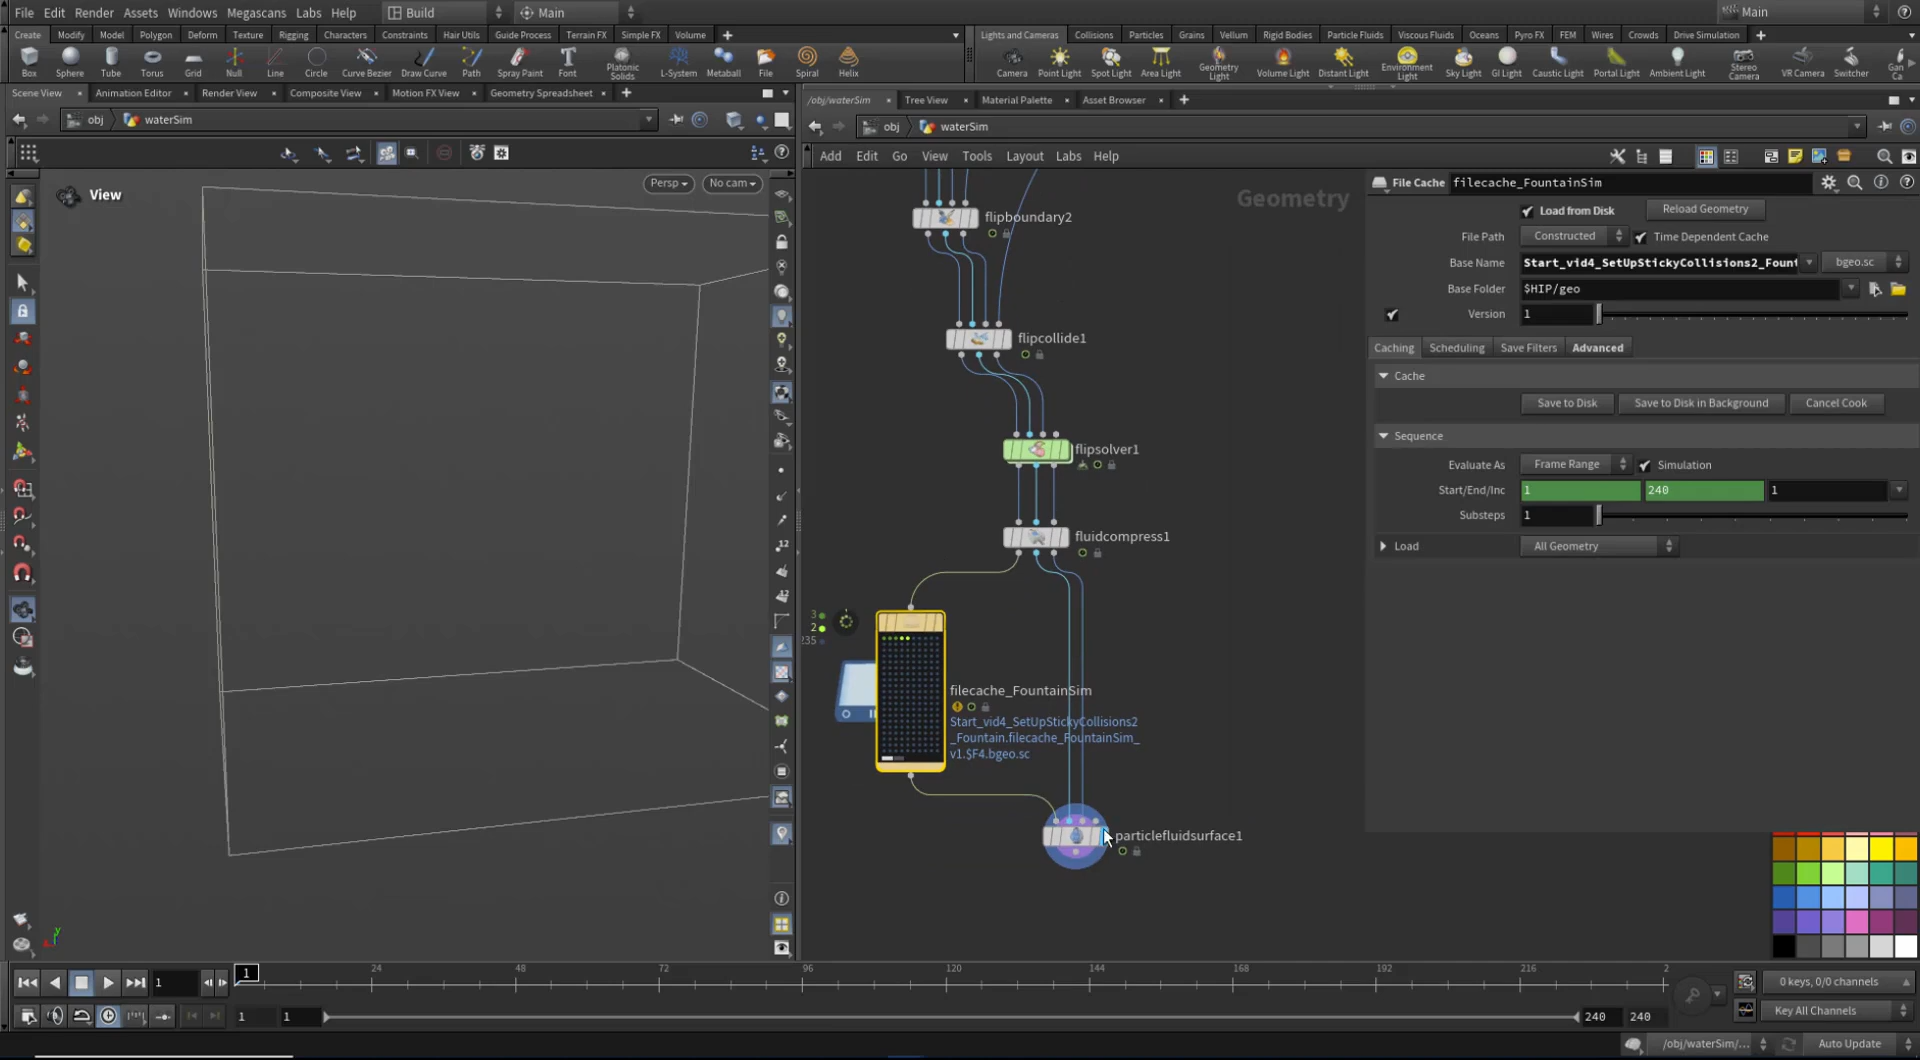 File Edit Render Assets Windows Megascans Labs Help Build Main Main
Create Modify Model Polygon Deform Texture Rigging Characters Constraints Hair Utils Guide Process Terrain FX Simple FX Volume
Lights and Cameras Collisions Particles Grains Vellum Rigid Bodies Particle Fluids Viscous Fluids Oceans Pyro FX FEM Wires Crowds Drive Simulation
Box Sphere Tube Torus Grid Null Line Circle Curve Bezier Draw Curve Path Spray Paint Font Platonic Solids L-System Metaball File Spiral Helix
Camera Point Light Spot Light Area Light Geometry Light Volume Light Distant Light Environment Light Sky Light GI Light Caustic Light Portal Light Ambient Light Stereo Camera VR Camera Switcher Gan Ca
Scene View Animation Editor Render View Composite View Motion FX View Geometry Spreadsheet
/obj/waterSim Tree View Material Palette Asset Browser
obj waterSim
obj waterSim
Add Edit Go View Tools Layout Labs Help
View Persp No cam
Geometry
flipboundary2
flipcollide1
flipsolver1
fluidcompress1
3
2
235
filecache_FountainSim
Start_vid4_SetUpStickyCollisions2
_Fountain.filecache_FountainSim_
v1.$F4.bgeo.sc
particlefluidsurface1
File Cache filecache_FountainSim
Load from Disk Reload Geometry
File Path Constructed Time Dependent Cache
Base Name Start_vid4_SetUpStickyCollisions2_Fount bgeo.sc
Base Folder $HIP/geo
Version 1
Caching Scheduling Save Filters Advanced
Cache
Save to Disk Save to Disk in Background Cancel Cook
Sequence
Evaluate As Frame Range Simulation
Start/End/Inc 1 240 1
Substeps 1
Load All Geometry
12
12
y
1 1 24 48 72 96 120 144 168 192 216 2
0 keys, 0/0 channels
1 1 240 240 Key All Channels
/obj/waterSim/... Auto Update